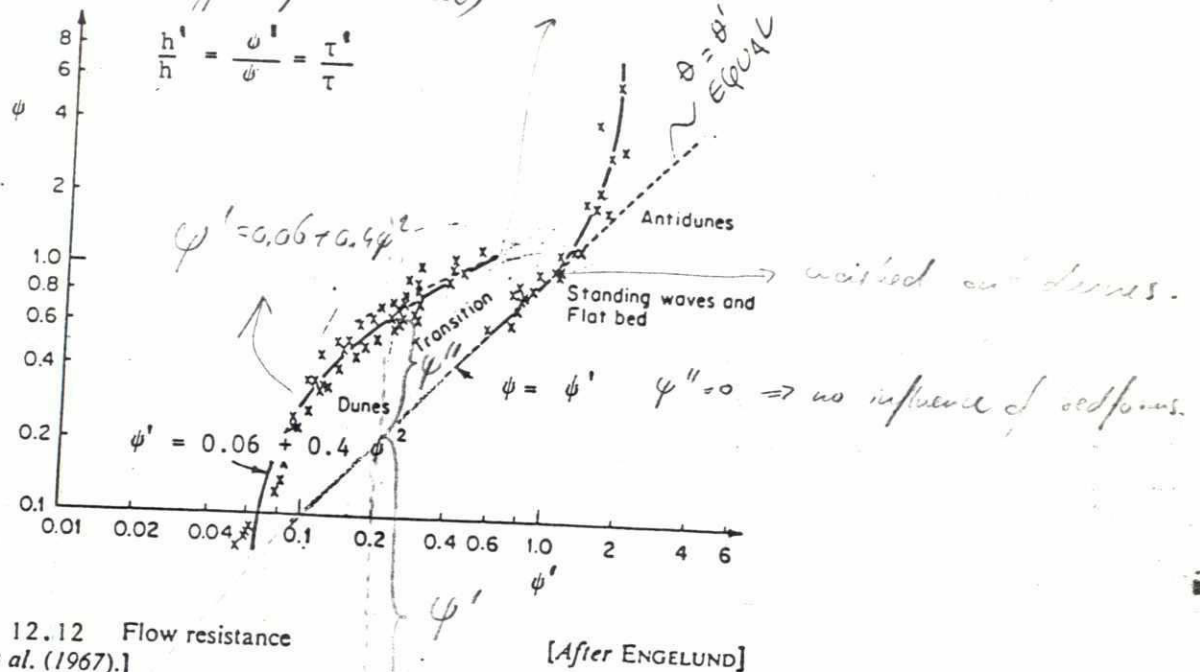 h' / h = ψ' / ψ = τ' / τ
θ = θ'
EQUAL
8
6
ψ 4
2
1.0
0.8
0.6
0.4
0.2
0.1
φ' = 0.06 + 0.4ψ²
Antidunes
Standing waves and
Flat bed
washed out dunes.
Transition
ψ''
ψ = ψ' ψ'' = 0 => no influence of bedforms.
Dunes
ψ' = 0.06 + 0.4 ψ²
0.01 0.02 0.04 0.1 0.2 0.4 0.6 1.0 2 4 6
ψ'
ψ'
12.12 Flow resistance
al. (1967).]
[After ENGELUND]